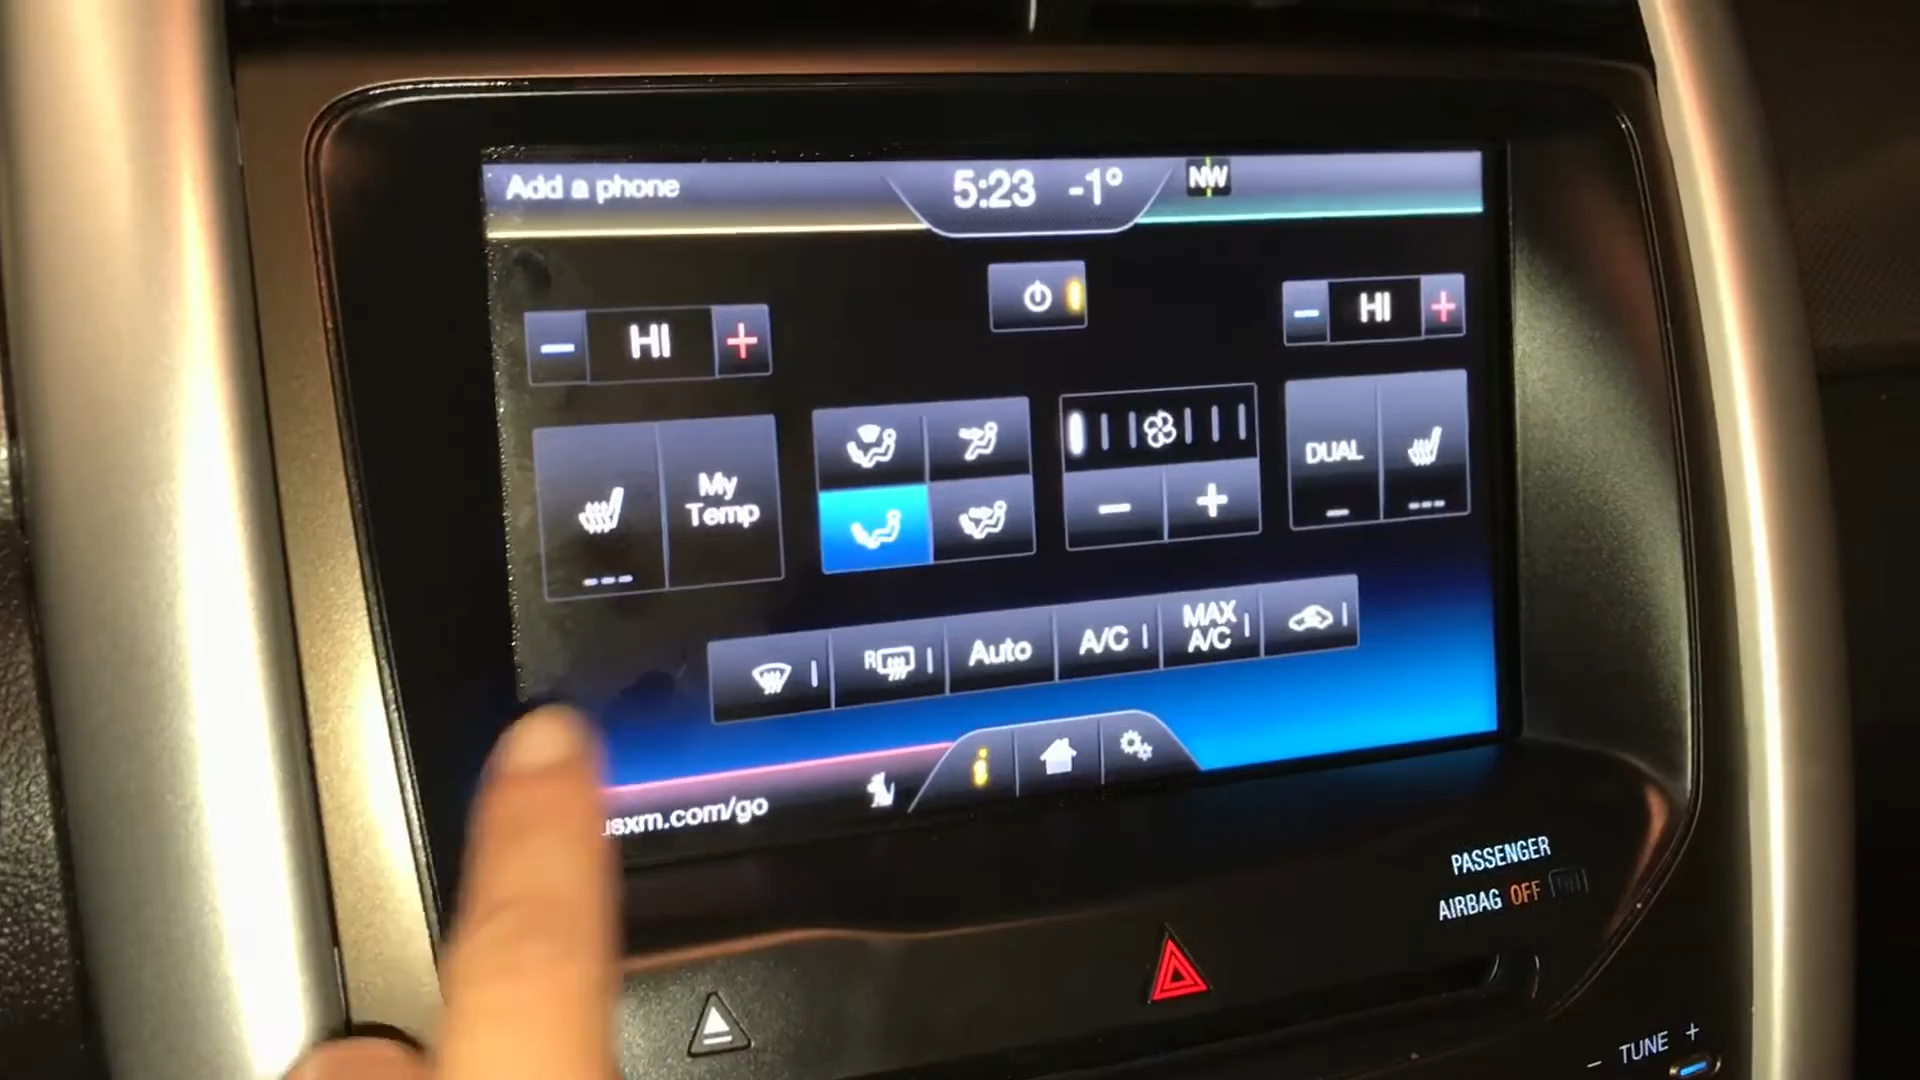 Add a phone
5:23 -1°
NW
HI
HI
My
Temp
DUAL
R
Auto
A/C
MAX
A/C
sxm.com/go
PASSENGER
AIRBAG OFF
- TUNE +